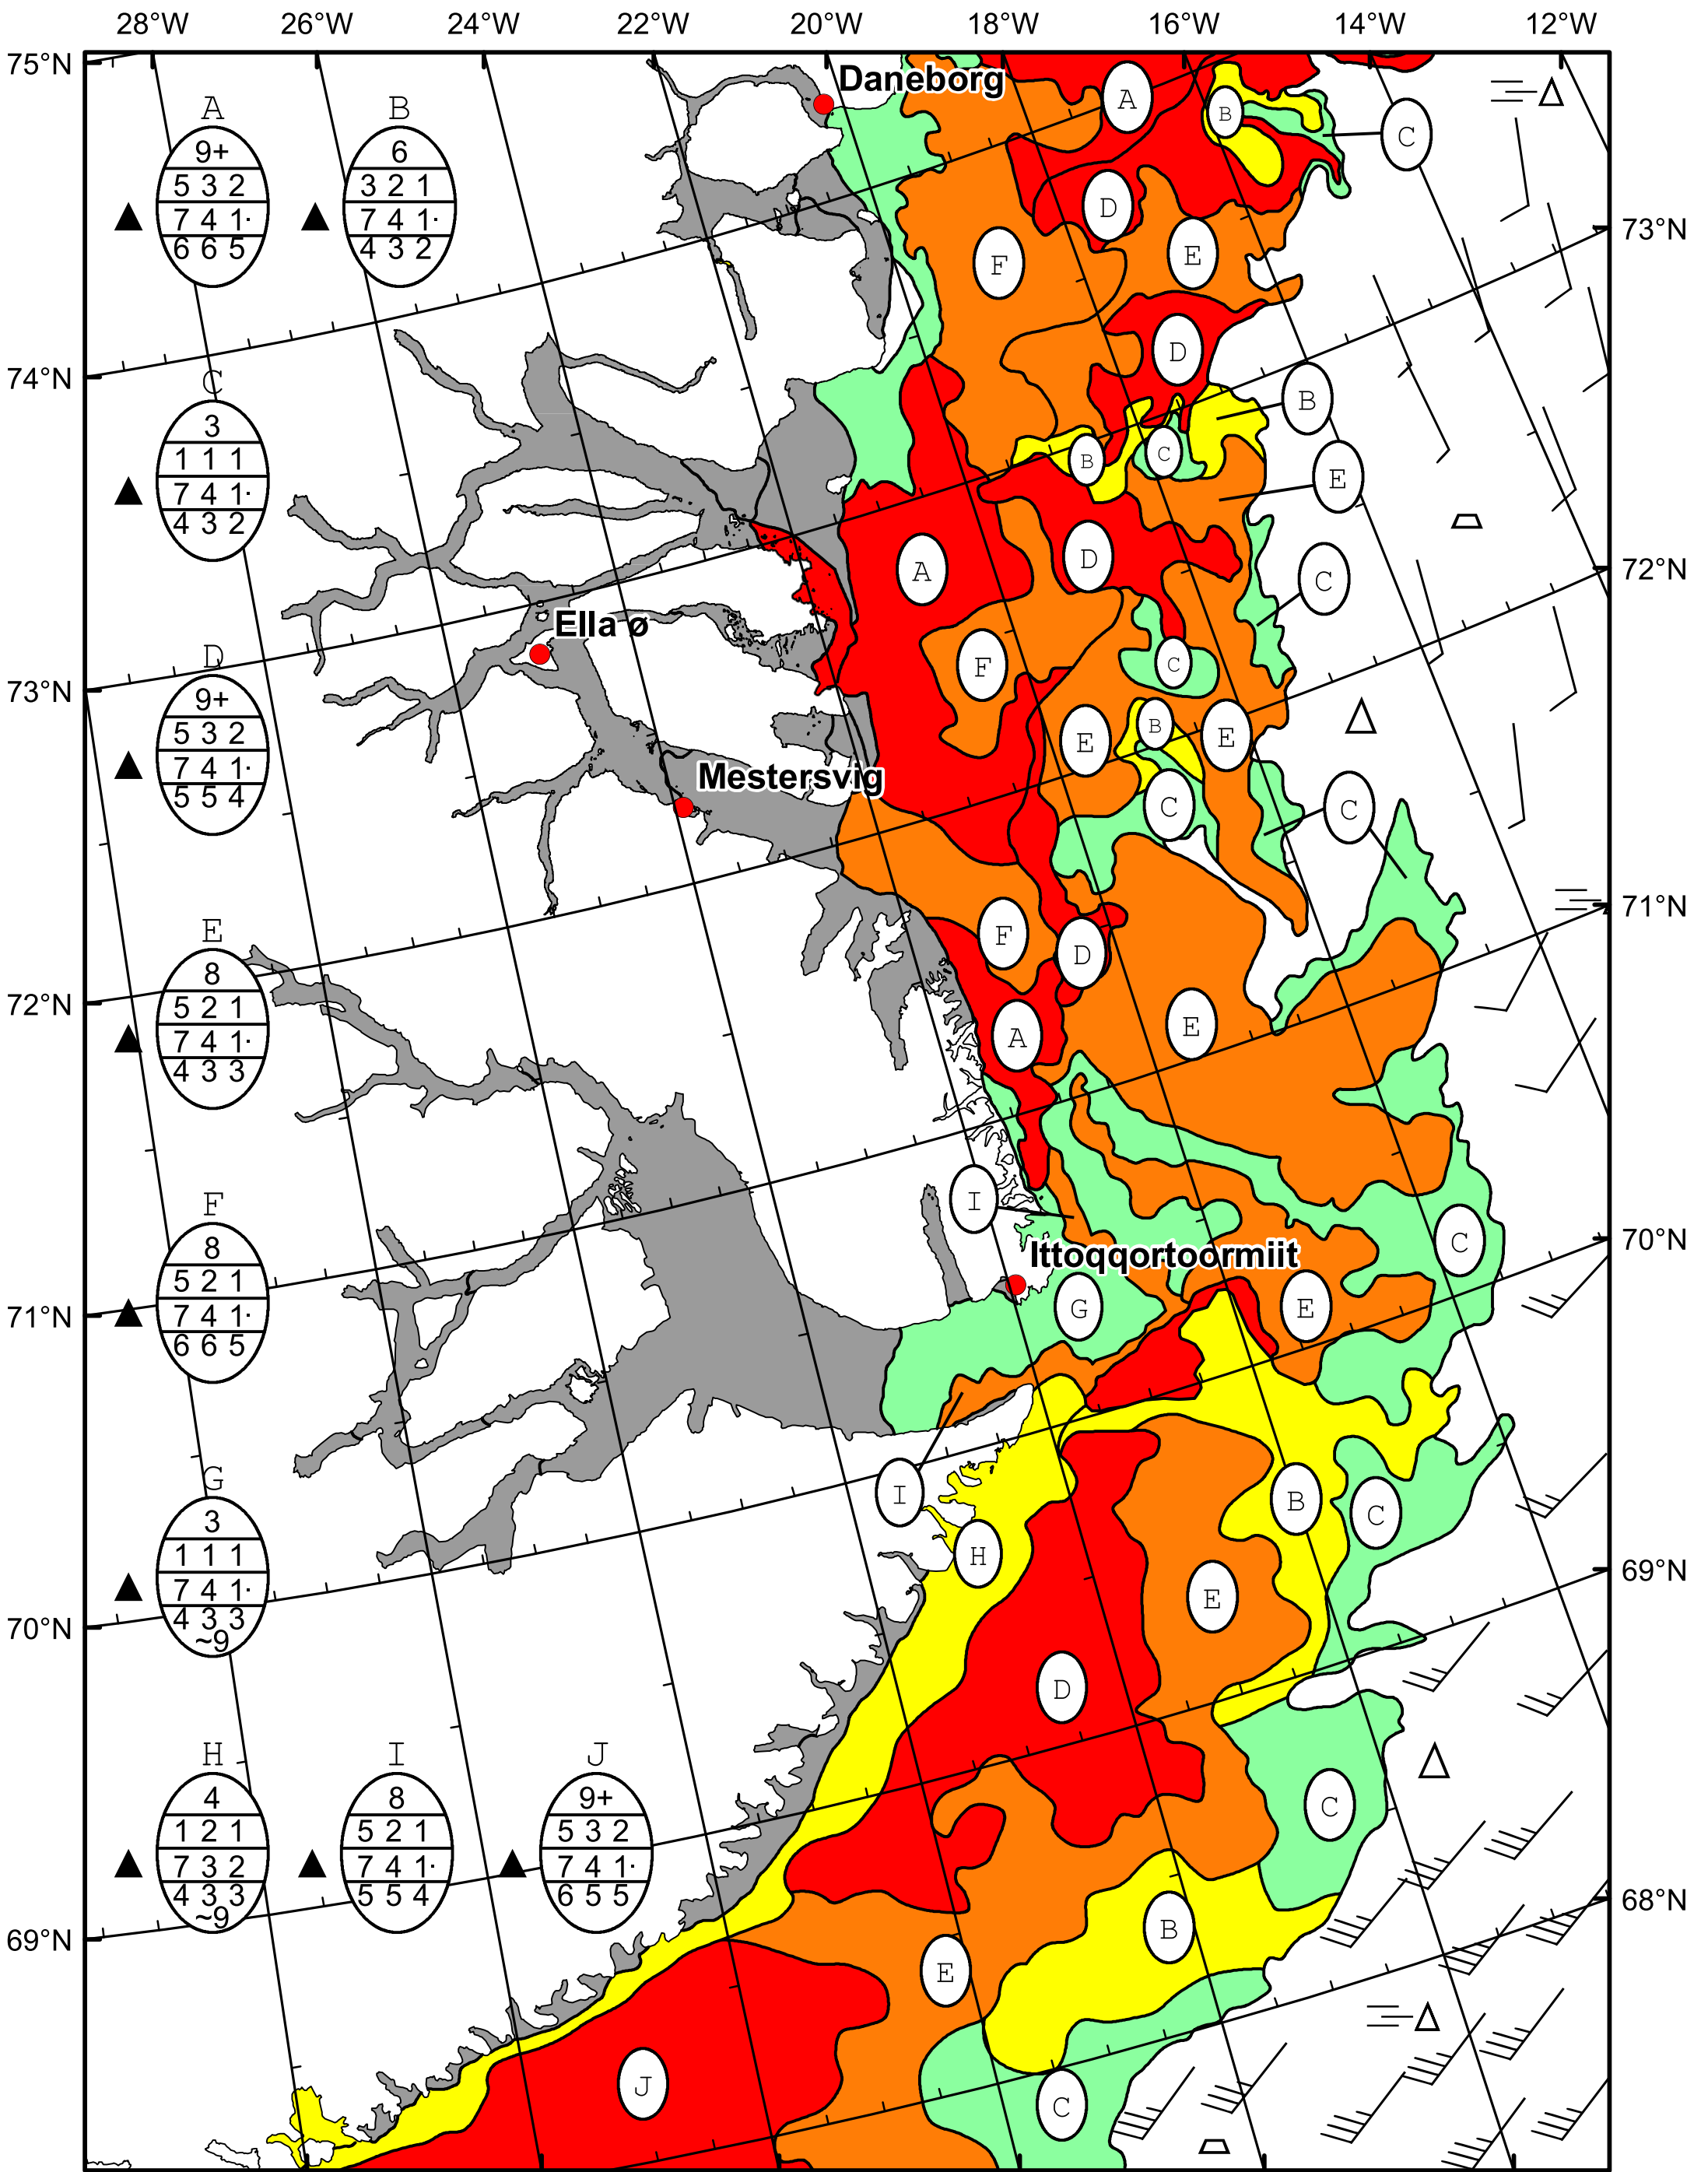 28°W 26°W 24°W 22°W 20°W 18°W 16°W 14°W 12°W
75°N
Daneborg
A B
9+ 6
5 3 2 3 2 1
7 4 1· 7 4 1·
6 6 5 4 3 2
A B C
D
73°N
F E
D
74°N
C
3
1 1 1
7 4 1·
4 3 2
B
B C
E
D
A
72°N
C
Ella ø
D
9+
5 3 2
7 4 1·
5 5 4
F C
73°N
E B E
Mestersvig
C C
71°N
E
8
5 2 1
7 4 1·
4 3 3
F
D
72°N
E
A
F
8
5 2 1
7 4 1·
6 6 5
I
70°N
C
Ittoqqortoormiit
G E
71°N
G
3
1 1 1
7 4 1·
4 3 3
~9
I
B C
H
69°N
E
70°N
D
H I J
4 8 9+
1 2 1 5 2 1 5 3 2
7 3 2 7 4 1· 7 4 1·
4 3 3 5 5 4 6 5 5
~9
C
68°N
B
69°N
E
J
C